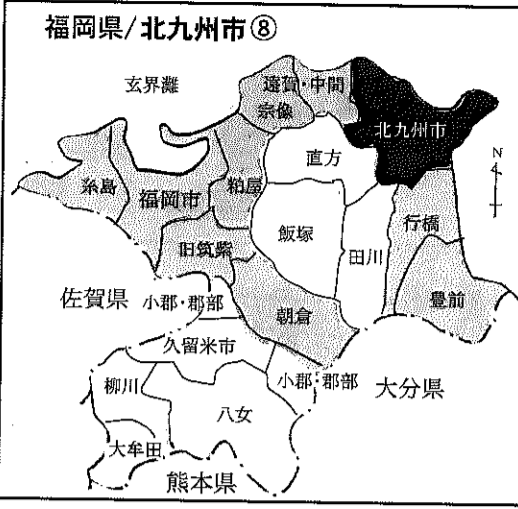 福岡県/北九州市⑧
玄界灘
遠賀・中間
宗像
北九州市
直方
N
糸島
福岡市
粕屋
行橋
飯塚
旧筑紫
田川
佐賀県
小郡・郡部
朝倉
豊前
久留米市
小郡・郡部
大分県
柳川
八女
大牟田
熊本県